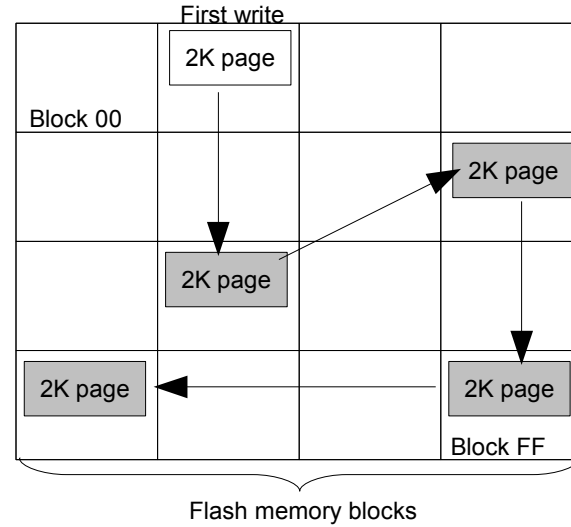 First write
2K page
Block 00
2K page
2K page
2K page
2K page
Block FF
Flash memory blocks